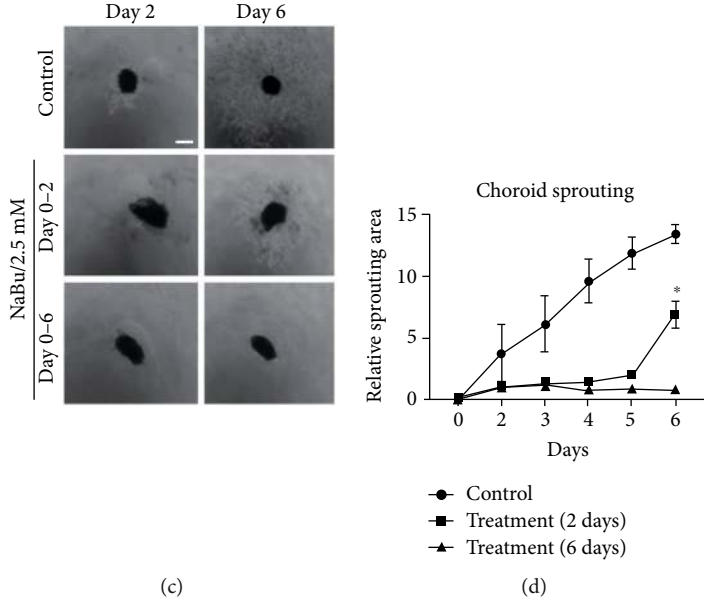 Day 2
Day 6
Control
NaBu/2.5 mM
Day 0–2
Day 0–6
Choroid sprouting
Relative sprouting area
15
10
5
0
*
0
2
3
4
5
6
Days
Control
Treatment (2 days)
Treatment (6 days)
(c)
(d)